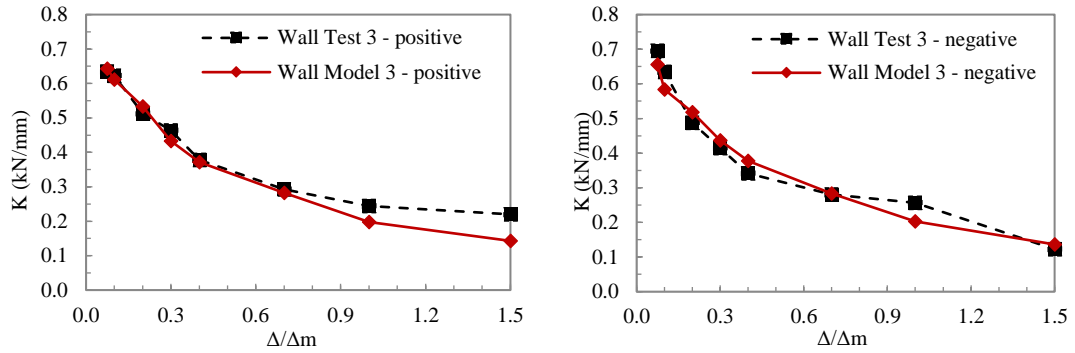 0.8
0.7
0.6
0.5
0.4
0.3
0.2
0.1
0.0
K (kN/mm)
Wall Test 3 - positive
Wall Model 3 - positive
0.0 0.3 0.6 0.9 1.2 1.5
Δ/Δm
0.8
0.7
0.6
0.5
0.4
0.3
0.2
0.1
0.0
K (kN/mm)
Wall Test 3 - negative
Wall Model 3 - negative
0.0 0.3 0.6 0.9 1.2 1.5
Δ/Δm